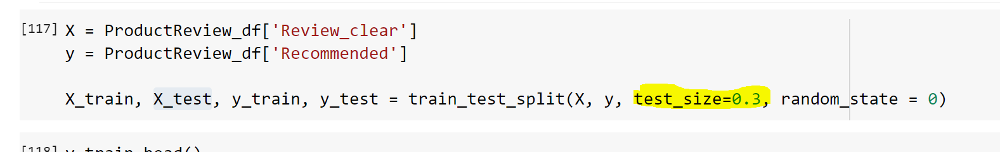 [117] X = ProductReview_df['Review_clear']
y = ProductReview_df['Recommended']
X_train, X_test, y_train, y_test = train_test_split(X, y, test_size=0.3, random_state = 0)
[118] y_train.head()